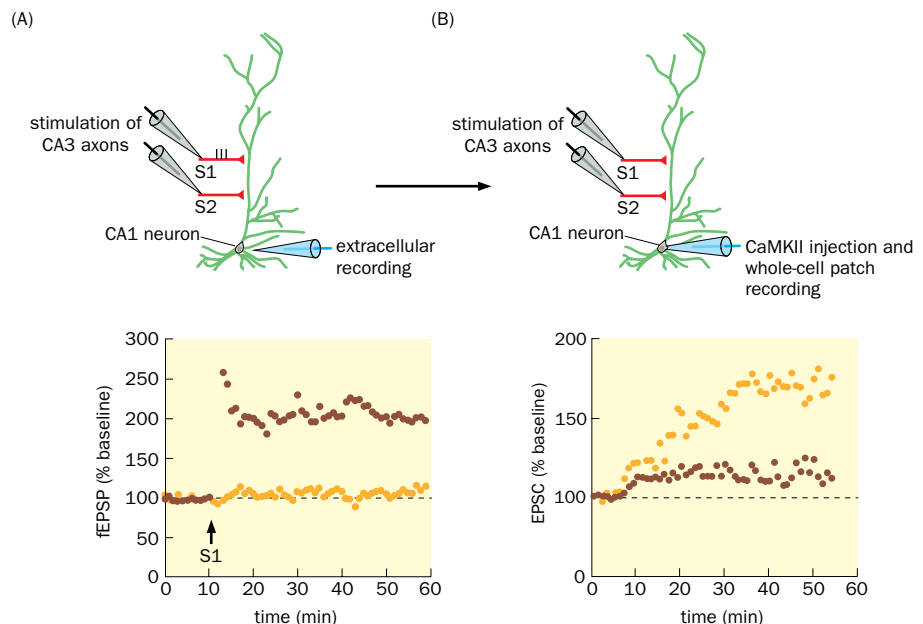 (A)
stimulation of
CA3 axons
S1
S2
CA1 neuron
extracellular
recording
300
250
200
150
100
50
0
fEPSP (% baseline)
S1
0
10
20
30
40
50
60
time (min)
(B)
stimulation of
CA3 axons
S1
S2
CA1 neuron
CaMKII injection and
whole-cell patch
recording
200
150
100
0
EPSC (% baseline)
0
10
20
30
40
50
60
time (min)